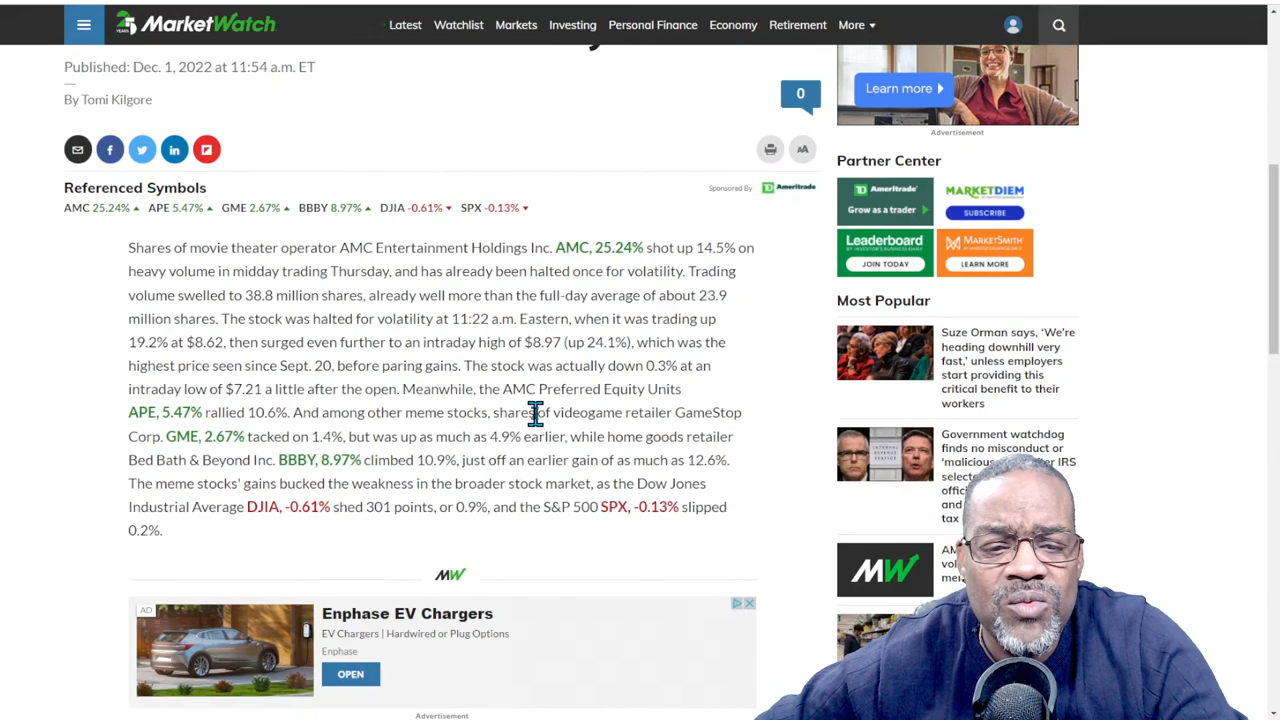 25 YEARS MarketWatch
Latest Watchlist Markets Investing Personal Finance Economy Retirement More
Published: Dec. 1, 2022 at 11:54 a.m. ET
By Tomi Kilgore
0
Referenced Symbols
Sponsored By TD Ameritrade
AMC 25.24% APE 5.47% GME 2.67% BBBY 8.97% DJIA -0.61% SPX -0.13%
Shares of movie theater operator AMC Entertainment Holdings Inc. AMC, 25.24% shot up 14.5% on
heavy volume in midday trading Thursday, and has already been halted once for volatility. Trading
volume swelled to 38.8 million shares, already well more than the full-day average of about 23.9
million shares. The stock was halted for volatility at 11:22 a.m. Eastern, when it was trading up
19.2% at $8.62, then surged even further to an intraday high of $8.97 (up 24.1%), which was the
highest price seen since Sept. 20, before paring gains. The stock was actually down 0.3% at an
intraday low of $7.21 a little after the open. Meanwhile, the AMC Preferred Equity Units
APE, 5.47% rallied 10.6%. And among other meme stocks, shares of videogame retailer GameStop
Corp. GME, 2.67% tacked on 1.4%, but was up as much as 4.9% earlier, while home goods retailer
Bed Bath & Beyond Inc. BBBY, 8.97% climbed 10.9%, just off an earlier gain of as much as 12.6%.
The meme stocks' gains bucked the weakness in the broader stock market, as the Dow Jones
Industrial Average DJIA, -0.61% shed 301 points, or 0.9%, and the S&P 500 SPX, -0.13% slipped
0.2%.
MW
AD
Enphase EV Chargers
EV Chargers | Hardwired or Plug Options
Enphase
OPEN
Advertisement
Learn more
Advertisement
Partner Center
TD Ameritrade
Grow as a trader
MARKETDIEM
SUBSCRIBE
Leaderboard
JOIN TODAY
MarketSmith
LEARN MORE
Most Popular
Suze Orman says, ‘We’re
heading downhill very
fast,’ unless employers
start providing this
critical benefit to their
workers
Government watchdog
finds no misconduct or
‘malicious
IRS
selecte
offic
and
tax
MW
AM
vol
me